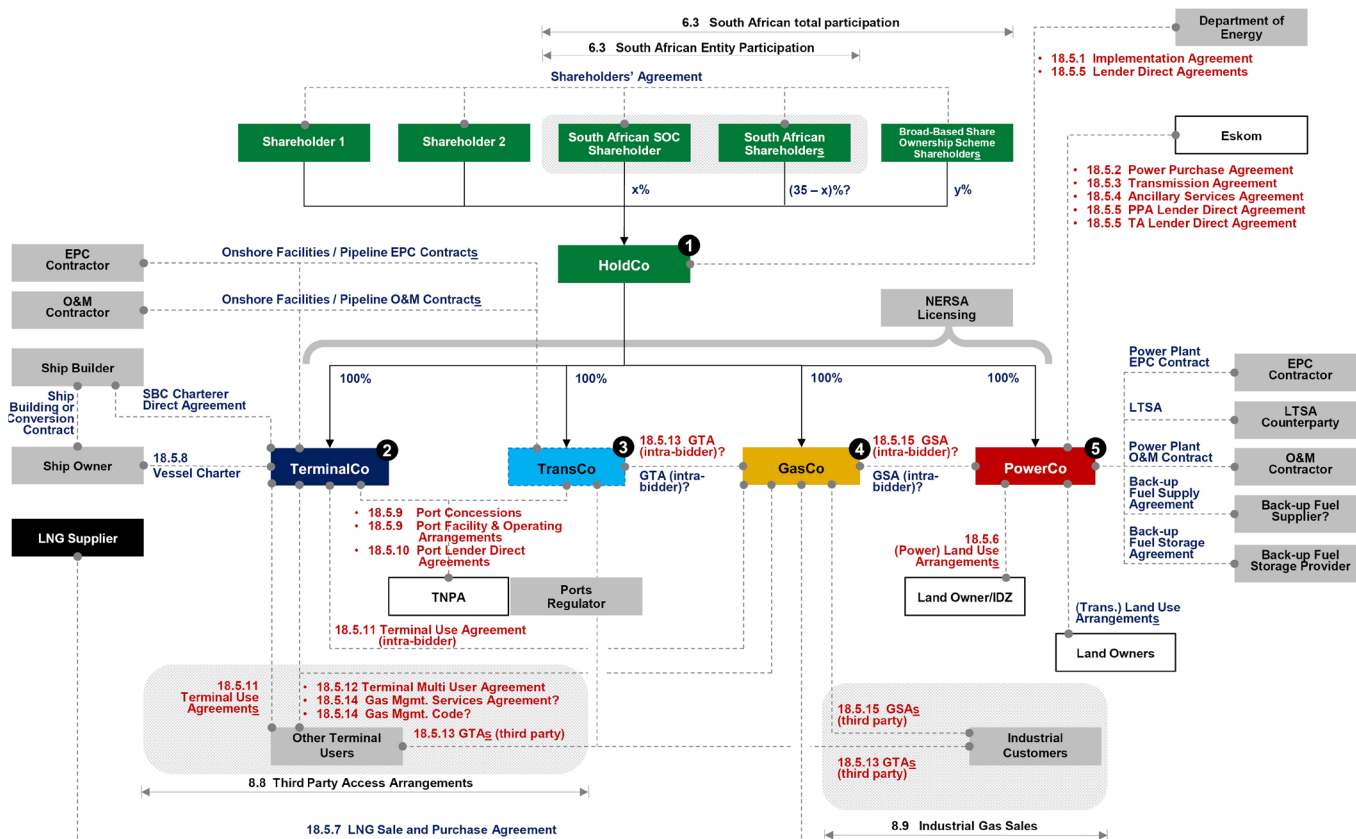 6.3 South African total participation
6.3 South African Entity Participation
Shareholders' Agreement
Department of
Energy
• 18.5.1 Implementation Agreement
• 18.5.5 Lender Direct Agreements
Shareholder 1
Shareholder 2
South African SOC
Shareholder
South African
Shareholders
Broad-Based Share
Ownership Scheme
Shareholders
Eskom
x%
(35 – x)%?
y%
• 18.5.2 Power Purchase Agreement
• 18.5.3 Transmission Agreement
• 18.5.4 Ancillary Services Agreement
• 18.5.5 PPA Lender Direct Agreement
• 18.5.5 TA Lender Direct Agreement
1
HoldCo
EPC
Contractor
Onshore Facilities / Pipeline EPC Contracts
O&M
Contractor
Onshore Facilities / Pipeline O&M Contracts
NERSA
Licensing
Ship Builder
SBC Charterer
Direct Agreement
Ship
Building or
Conversion
Contract
100%
100%
100%
100%
Power Plant
EPC Contract
EPC
Contractor
LTSA
LTSA
Counterparty
Ship Owner
18.5.8
Vessel Charter
2
TerminalCo
3
TransCo
18.5.13 GTA
(intra-bidder)?
GTA (intra-
bidder)?
4
GasCo
18.5.15 GSA
(intra-bidder)?
GSA (intra-
bidder)?
5
PowerCo
Power Plant
O&M Contract
O&M
Contractor
Back-up
Fuel Supply
Agreement
Back-up Fuel
Supplier?
Back-up
Fuel Storage
Agreement
Back-up Fuel
Storage Provider
LNG Supplier
• 18.5.9 Port Concessions
• 18.5.9 Port Facility & Operating
Arrangements
• 18.5.10 Port Lender Direct
Agreements
TNPA
Ports
Regulator
18.5.6
(Power) Land Use
Arrangements
Land Owner/IDZ
(Trans.) Land Use
Arrangements
Land Owners
18.5.11 Terminal Use Agreement
(intra-bidder)
18.5.11
Terminal Use
Agreements
• 18.5.12 Terminal Multi User Agreement
• 18.5.14 Gas Mgmt. Services Agreement?
• 18.5.14 Gas Mgmt. Code?
Other Terminal
Users
18.5.13 GTAs (third party)
18.5.15 GSAs
(third party)
Industrial
Customers
18.5.13 GTAs
(third party)
8.8 Third Party Access Arrangements
18.5.7 LNG Sale and Purchase Agreement
8.9 Industrial Gas Sales